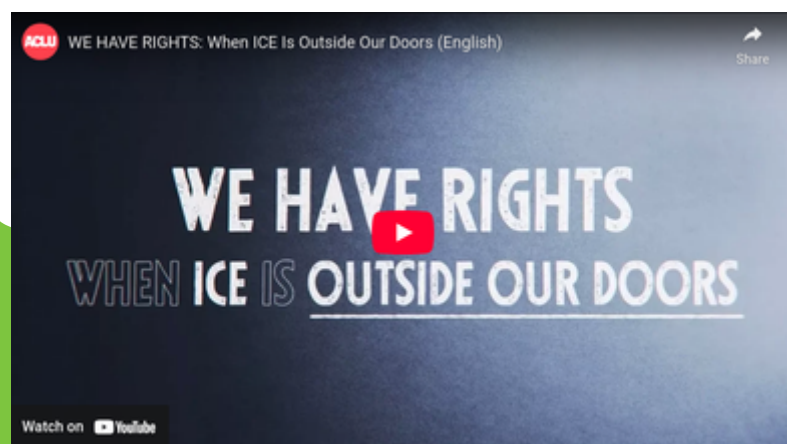 ACLU WE HAVE RIGHTS: When ICE Is Outside Our Doors (English)
Share
WE HAVE RIGHTS
WHEN ICE IS OUTSIDE OUR DOORS
Watch on YouTube